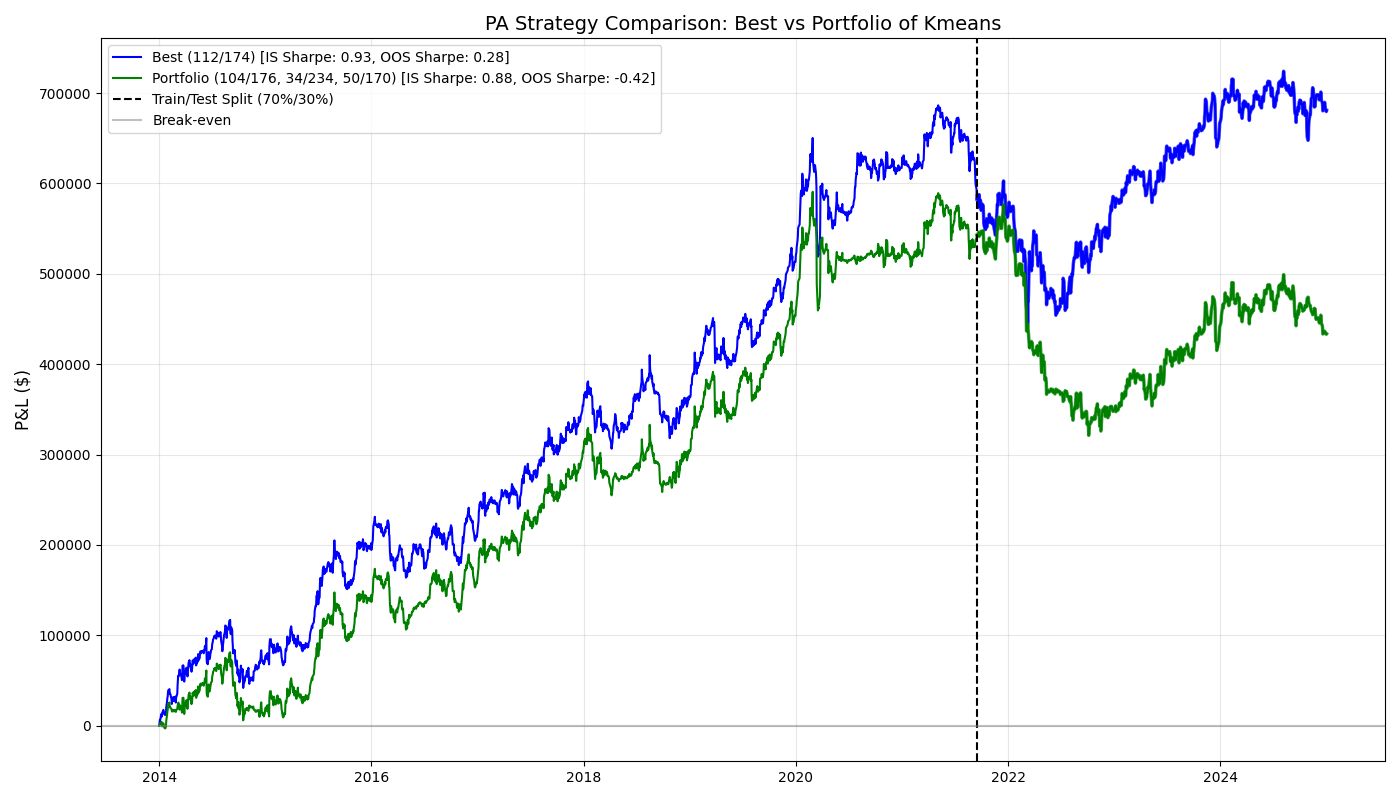 PA Strategy Comparison: Best vs Portfolio of Kmeans
Best (112/174) [IS Sharpe: 0.93, OOS Sharpe: 0.28]
Portfolio (104/176, 34/234, 50/170) [IS Sharpe: 0.88, OOS Sharpe: -0.42]
Train/Test Split (70%/30%)
Break-even
P&L ($)
700000
600000
500000
400000
300000
200000
100000
0
2014
2016
2018
2020
2022
2024